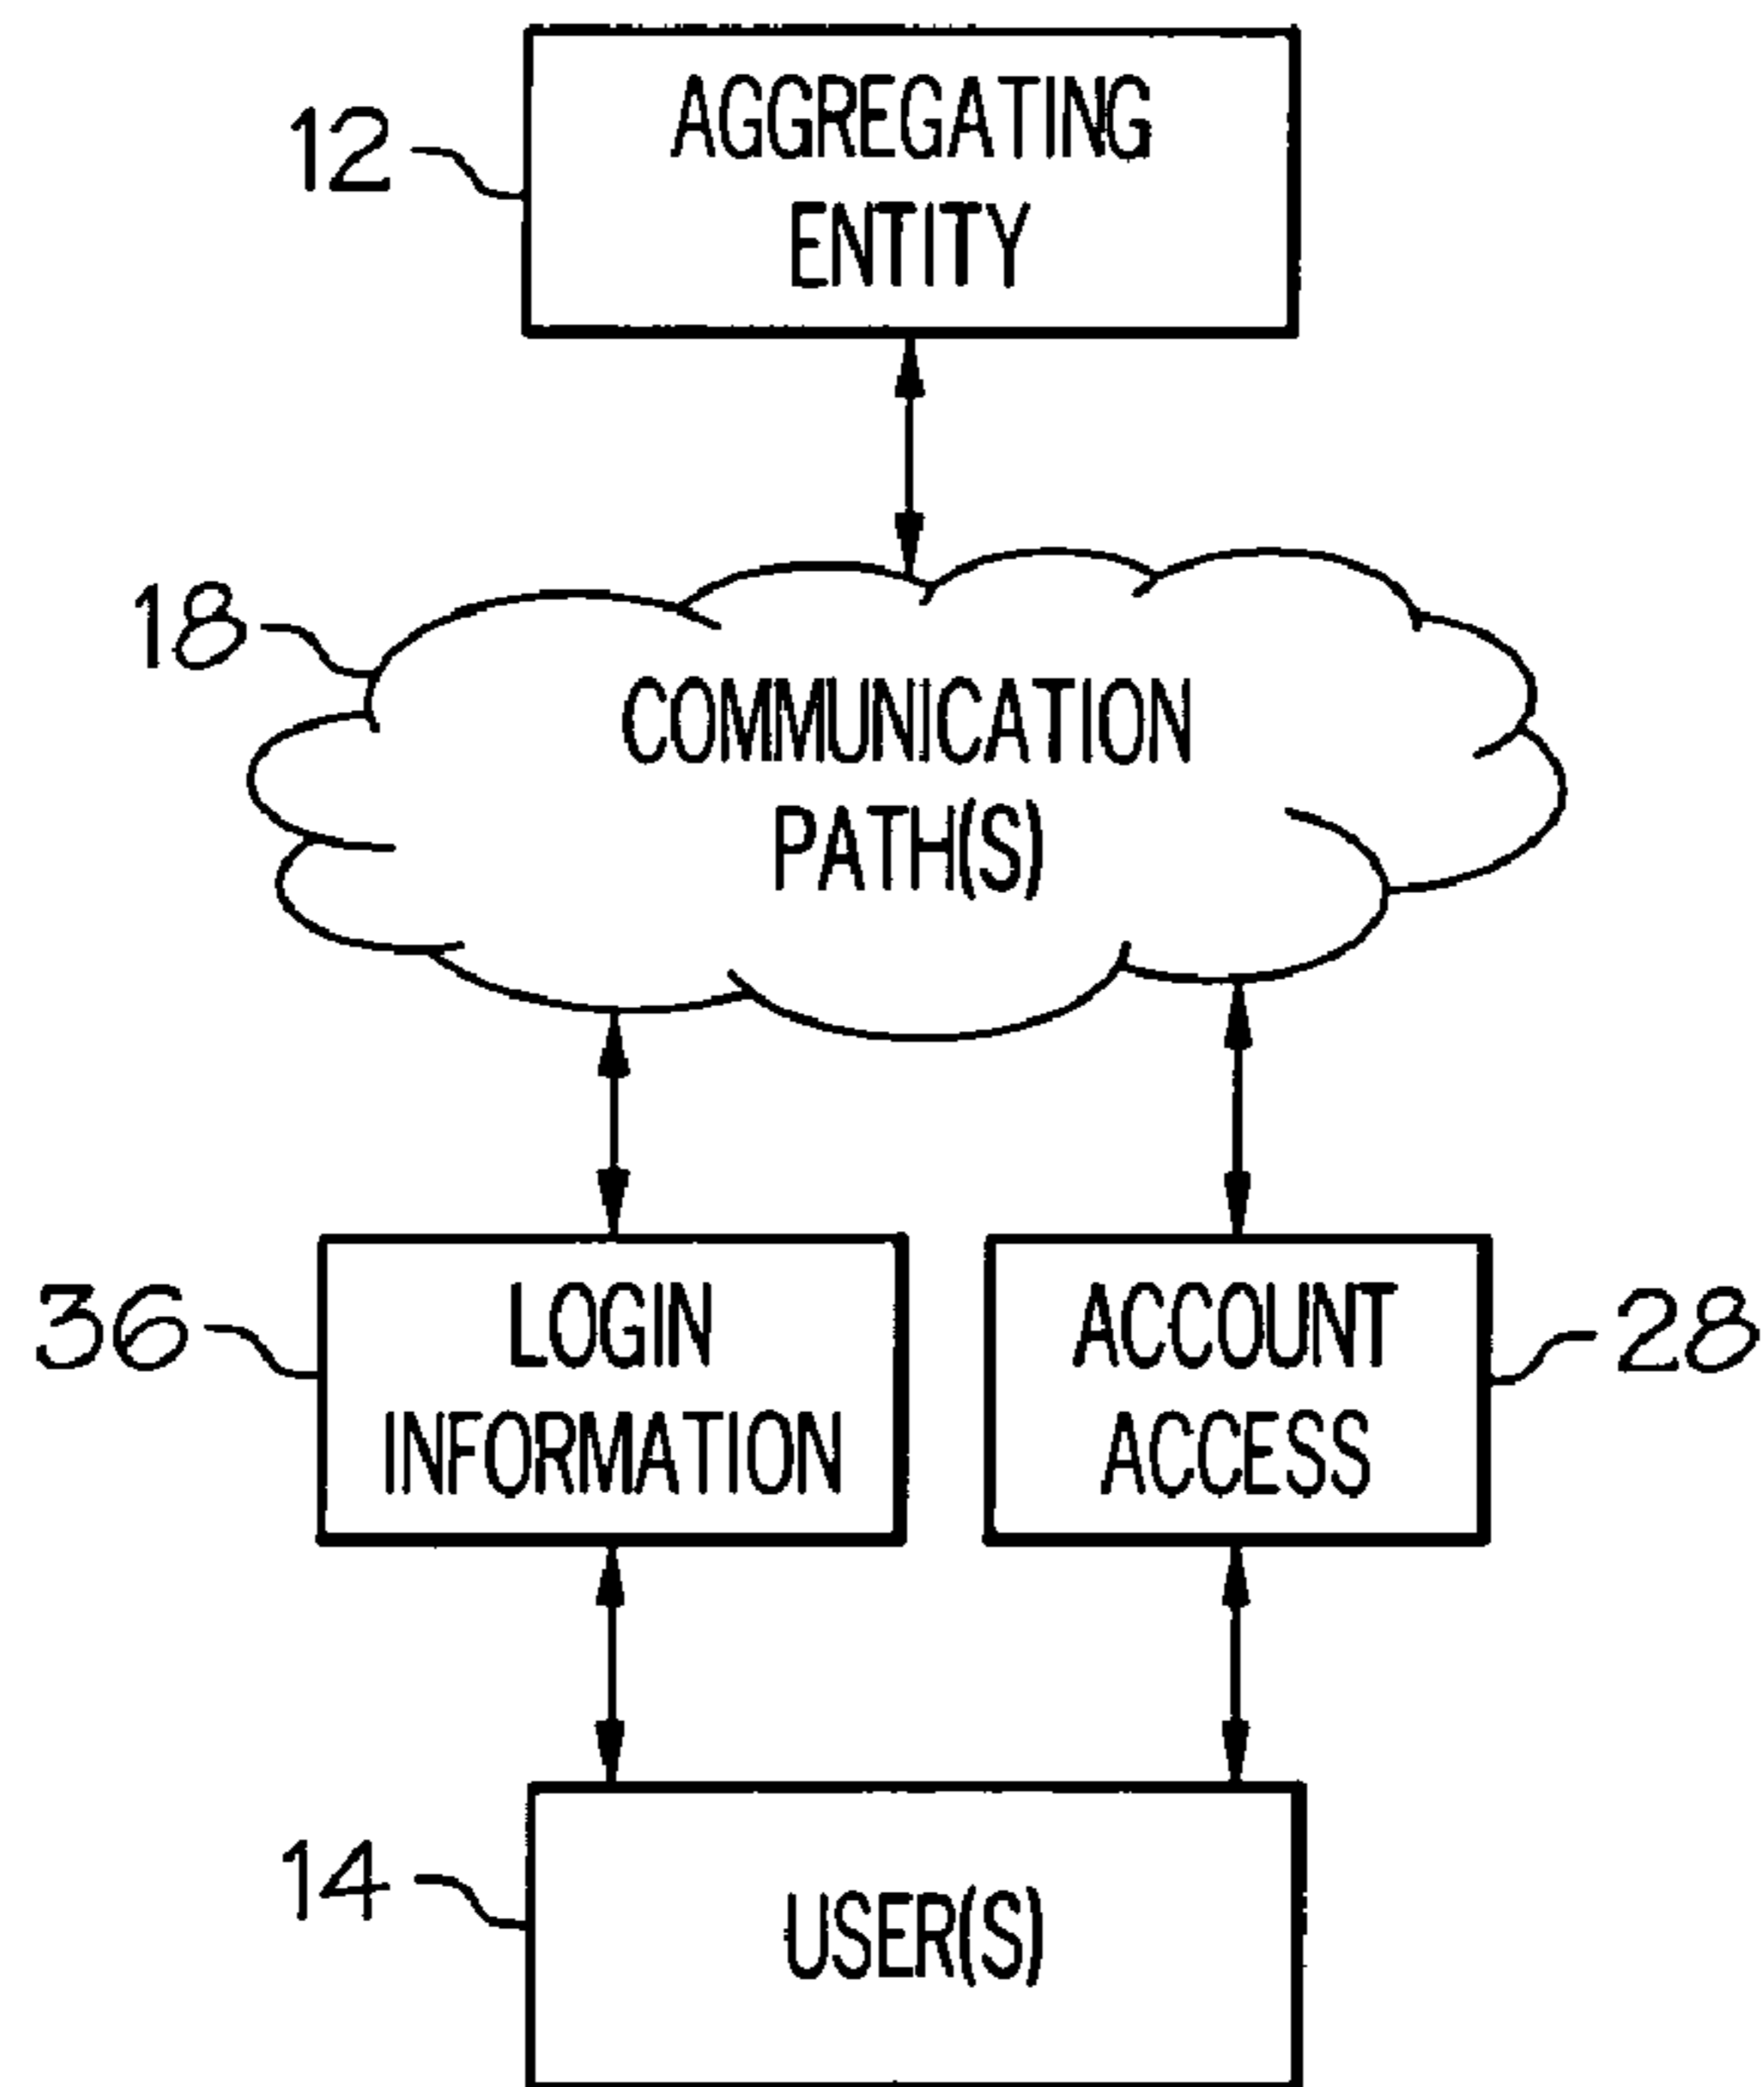 12
AGGREGATING
ENTITY
18
COMMUNICATION
PATH(S)
36
LOGIN
INFORMATION
ACCOUNT
ACCESS
28
14
USER(S)